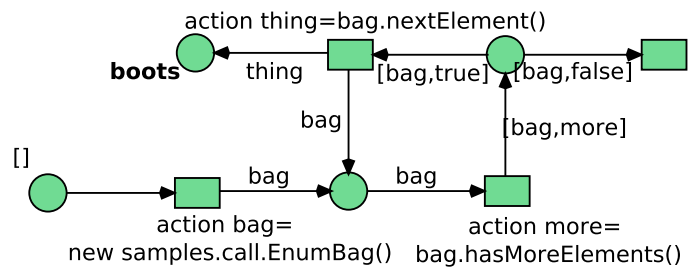 action thing=bag.nextElement()
boots
thing
[bag,true]
[bag,false]
bag
[bag,more]
[]
bag
bag
action bag=
new samples.call.EnumBag()
action more=
bag.hasMoreElements()